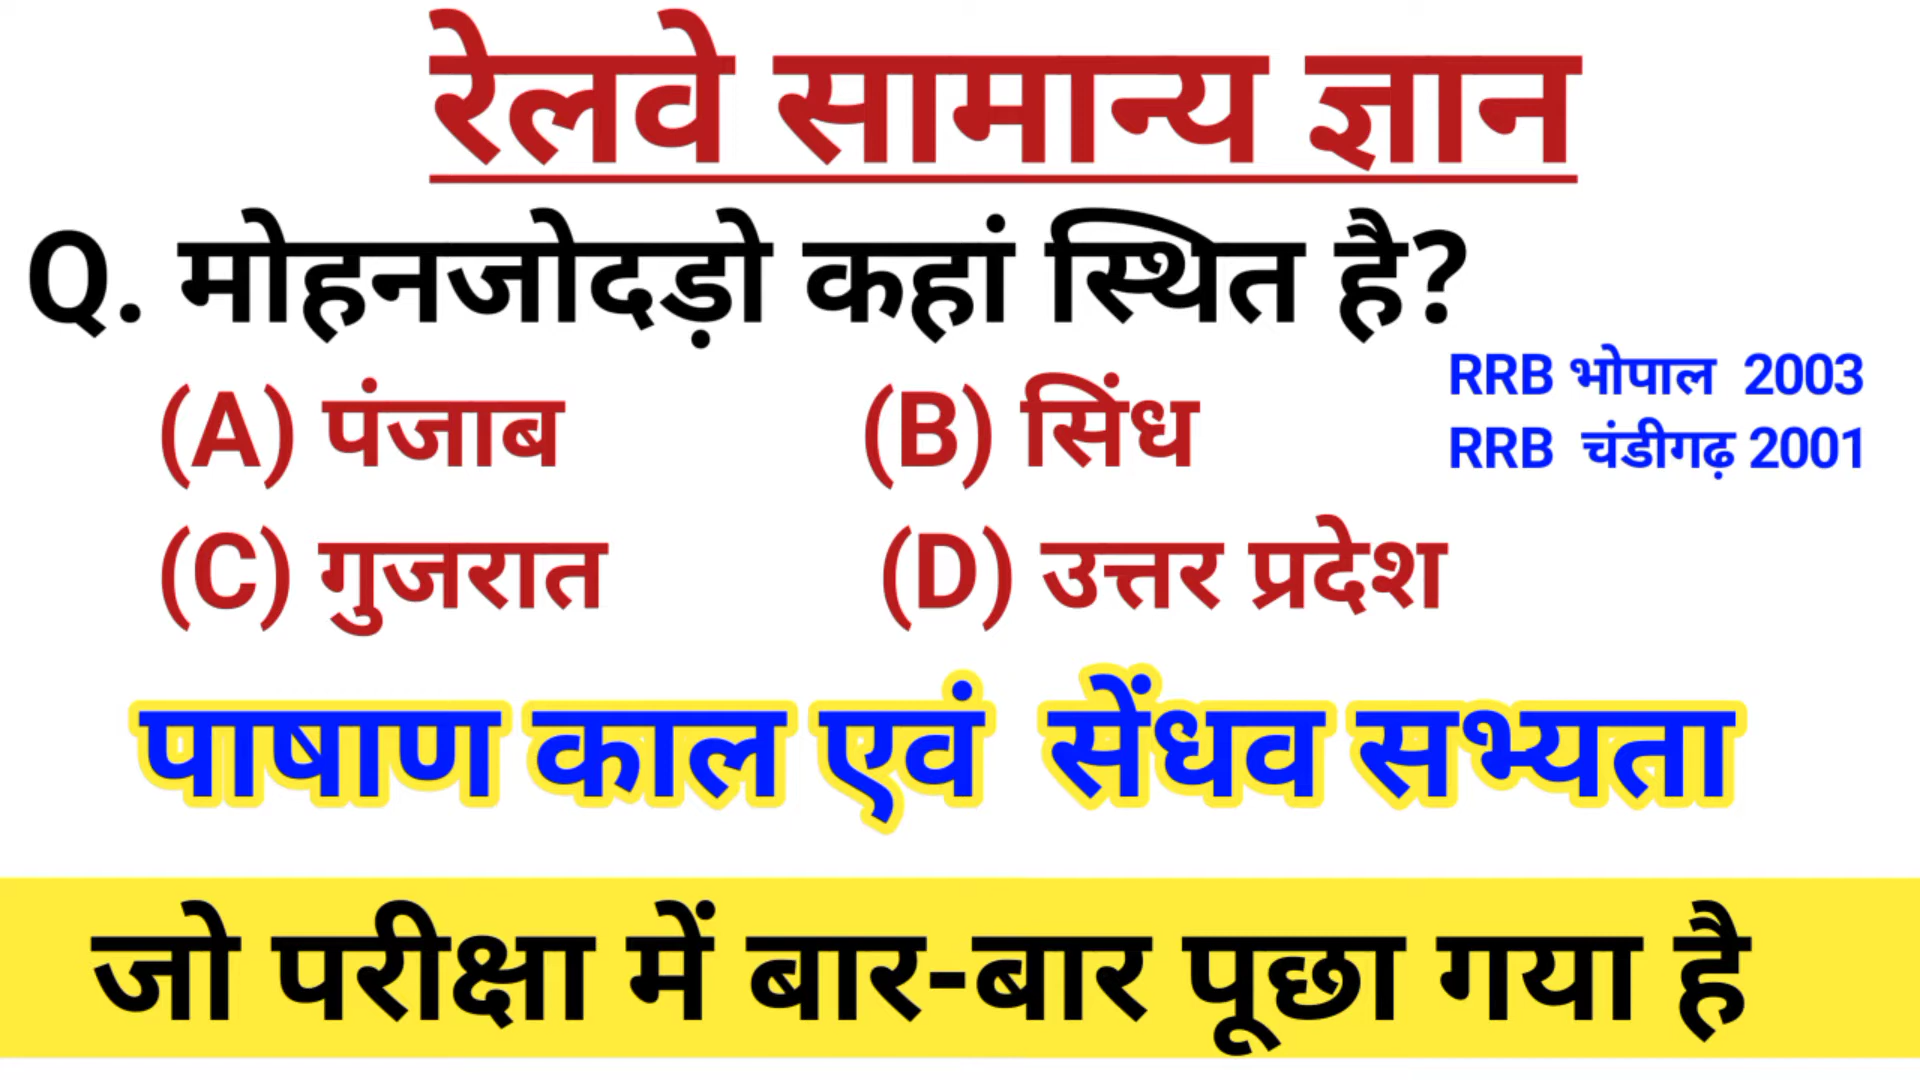 रेलवे सामान्य ज्ञान
Q. मोहनजोदड़ो कहां स्थित है?
RRB भोपाल 2003
(A) पंजाब (B) सिंध
RRB चंडीगढ़ 2001
(C) गुजरात (D) उत्तर प्रदेश
पाषाण काल एवं सेंधव सभ्यता
जो परीक्षा में बार-बार पूछा गया है